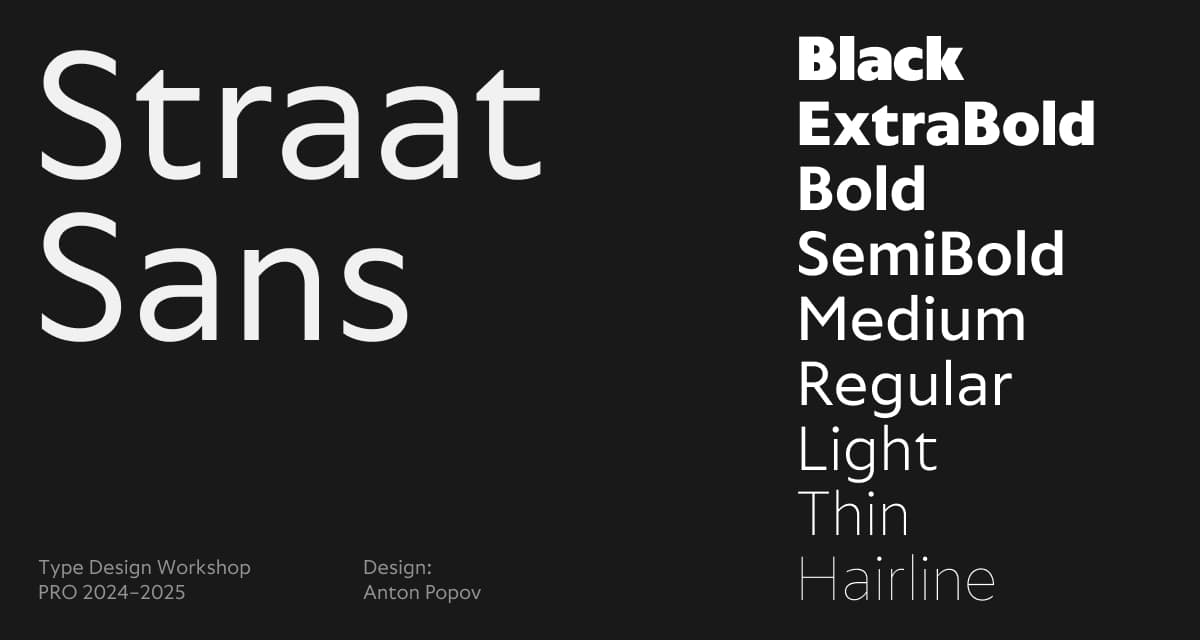 Straat
Sans
Black
ExtraBold
Bold
SemiBold
Medium
Regular
Light
Thin
Hairline
Type Design Workshop
PRO 2024–2025
Design:
Anton Popov